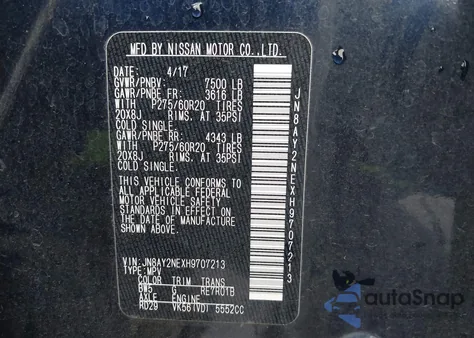 MFD BY NISSAN MOTOR CO.,LTD.
DATE: 4/17
GVWR/PNBV: 7500 LB
GAWR/PNBE FR: 3616 LB
WITH P275/60R20 TIRES
20X8J RIMS. AT 35PSI
COLD SINGLE.
GAWR/PNBE RR: 4343 LB
WITH P275/60R20 TIRES
20X8J RIMS. AT 35PSI
COLD SINGLE.
THIS VEHICLE CONFORMS TO
ALL APPLICABLE FEDERAL
MOTOR VEHICLE SAFETY
STANDARDS IN EFFECT ON
THE DATE OF MANUFACTURE
SHOWN ABOVE.
VIN: JN8AY2NEXH9707213
TYPE: MPV
COLOR TRIM TRANS
BW5 G RE7R01B
AXLE ENGINE
RD29 VK56(VD) 5552CC
JN8AY2NEXH9707213
autoSnap